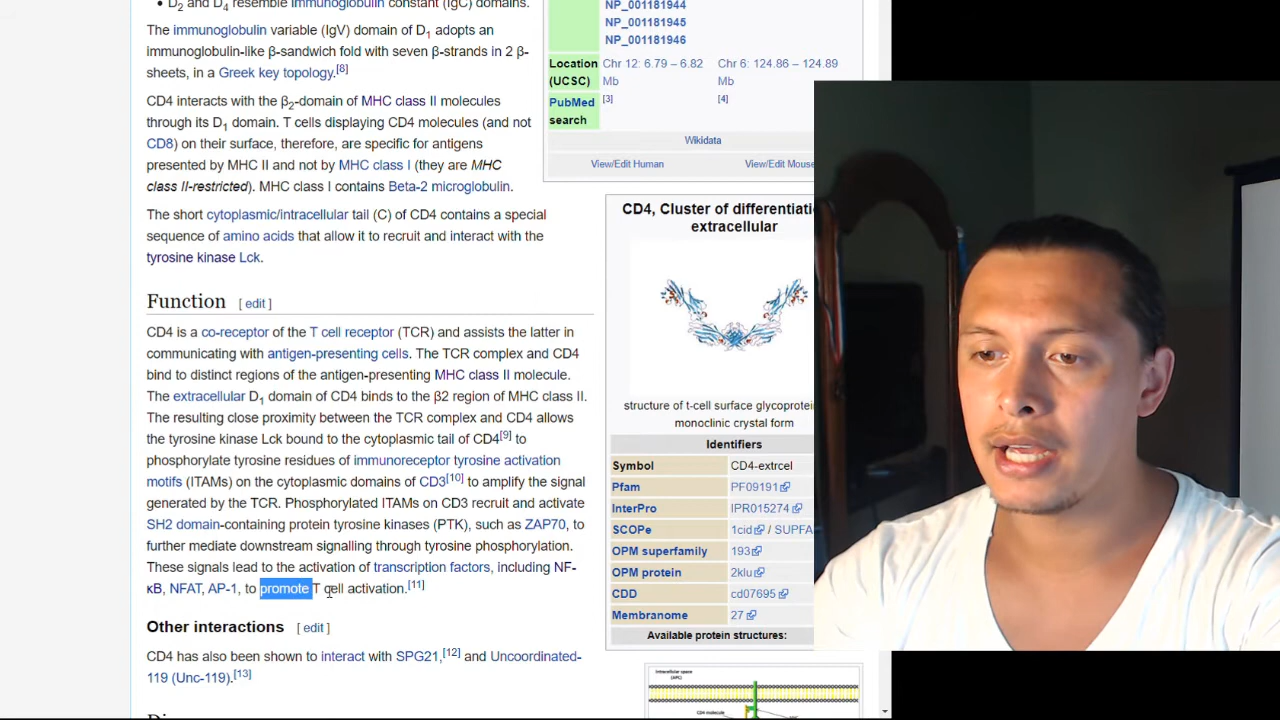 • D2 and D4 resemble immunoglobulin constant (IgC) domains.
The immunoglobulin variable (IgV) domain of D1 adopts an
immunoglobulin-like β-sandwich fold with seven β-strands in 2 β-
sheets, in a Greek key topology.[8]
CD4 interacts with the β2-domain of MHC class II molecules
through its D1 domain. T cells displaying CD4 molecules (and not
CD8) on their surface, therefore, are specific for antigens
presented by MHC II and not by MHC class I (they are MHC
class II-restricted). MHC class I contains Beta-2 microglobulin.
The short cytoplasmic/intracellular tail (C) of CD4 contains a special
sequence of amino acids that allow it to recruit and interact with the
tyrosine kinase Lck.
Function [ edit ]
CD4 is a co-receptor of the T cell receptor (TCR) and assists the latter in
communicating with antigen-presenting cells. The TCR complex and CD4
bind to distinct regions of the antigen-presenting MHC class II molecule.
The extracellular D1 domain of CD4 binds to the β2 region of MHC class II.
The resulting close proximity between the TCR complex and CD4 allows
the tyrosine kinase Lck bound to the cytoplasmic tail of CD4[9] to
phosphorylate tyrosine residues of immunoreceptor tyrosine activation
motifs (ITAMs) on the cytoplasmic domains of CD3[10] to amplify the signal
generated by the TCR. Phosphorylated ITAMs on CD3 recruit and activate
SH2 domain-containing protein tyrosine kinases (PTK), such as ZAP70, to
further mediate downstream signalling through tyrosine phosphorylation.
These signals lead to the activation of transcription factors, including NF-
κB, NFAT, AP-1, to promote T cell activation.[11]
Other interactions [ edit ]
CD4 has also been shown to interact with SPG21,[12] and Uncoordinated-
119 (Unc-119).[13]
NP_001181944
NP_001181945
NP_001181946
Location (UCSC) Chr 12: 6.79 – 6.82 Mb Chr 6: 124.86 – 124.89 Mb
PubMed search [3] [4]
Wikidata
View/Edit Human View/Edit Mouse
CD4, Cluster of differentiati
extracellular
structure of t-cell surface glycoprotei
monoclinic crystal form
Identifiers
Symbol CD4-extrcel
Pfam PF09191
InterPro IPR015274
SCOPe 1cid / SUPFA
OPM superfamily 193
OPM protein 2klu
CDD cd07695
Membranome 27
Available protein structures:
Intracellular space
(APC)
CD4 molecule